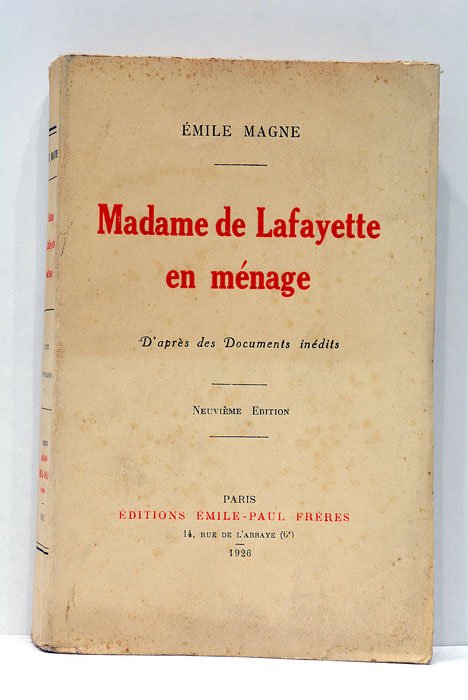 ÉMILE MAGNE
Madame de Lafayette
en ménage
D'après des Documents inédits
NEUVIÈME EDITION
PARIS
ÉDITIONS ÉMILE-PAUL FRÈRES
14, RUE DE L'ABBAYE (6ᵉ)
1926